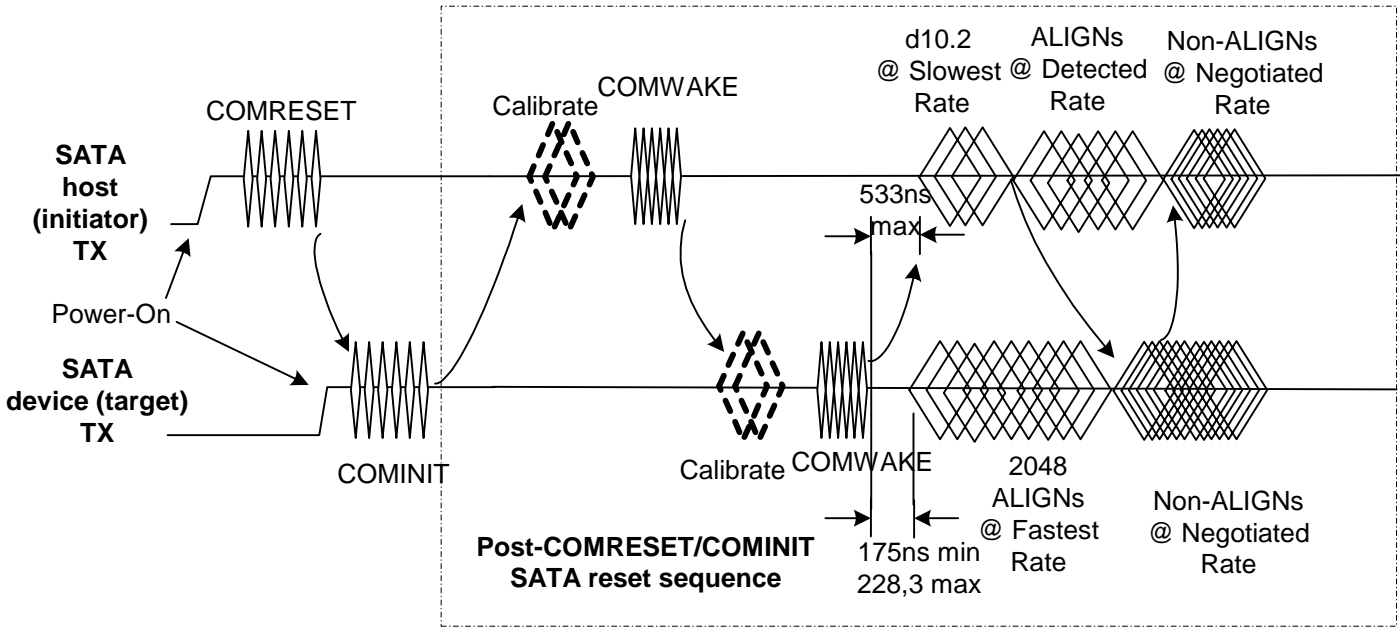 d10.2
@ Slowest
Rate
ALIGNs
@ Detected
Rate
Non-ALIGNs
@ Negotiated
Rate
COMRESET
Calibrate
COMWAKE
SATA
host
(initiator)
TX
533ns
max
Power-On
SATA
device (target)
TX
COMINIT
Calibrate
COMWAKE
2048
ALIGNs
@ Fastest
Rate
Non-ALIGNs
@ Negotiated
Rate
Post-COMRESET/COMINIT
SATA reset sequence
175ns min
228,3 max